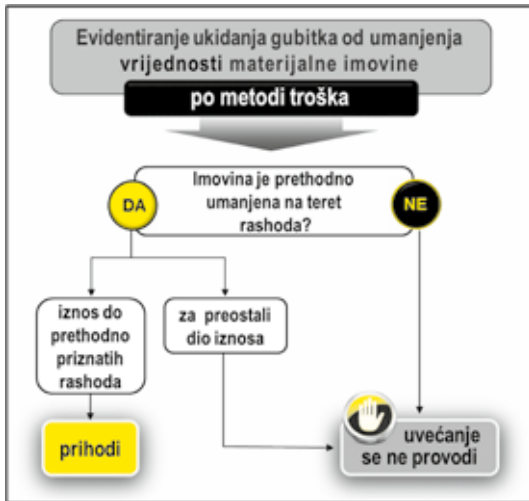 Evidentiranje ukidanja gubitka od umanjenja
vrijednosti materijalne imovine
po metodi troška
Imovina je prethodno
umanjena na teret
rashoda?
DA
NE
iznos do
prethodno
priznatih
rashoda
za preostali
dio iznosa
prihodi
uvećanje
se ne provodi